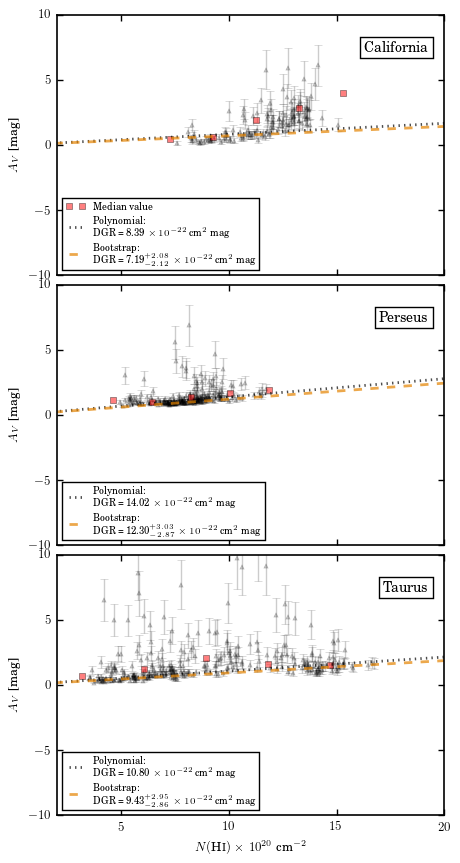 10
5
0
−5
−10
A_V [mag]
California
Median value
Polynomial:
DGR = 8.39 × 10^−22 cm^2 mag
Bootstrap:
DGR = 7.19^+2.08_−2.12 × 10^−22 cm^2 mag
10
5
0
−5
−10
A_V [mag]
Perseus
Polynomial:
DGR = 14.02 × 10^−22 cm^2 mag
Bootstrap:
DGR = 12.30^+3.03_−2.87 × 10^−22 cm^2 mag
10
5
0
−5
−10
A_V [mag]
Taurus
Polynomial:
DGR = 10.80 × 10^−22 cm^2 mag
Bootstrap:
DGR = 9.43^+2.95_−2.86 × 10^−22 cm^2 mag
5 10 15 20
N(HI) × 10^20 cm^−2